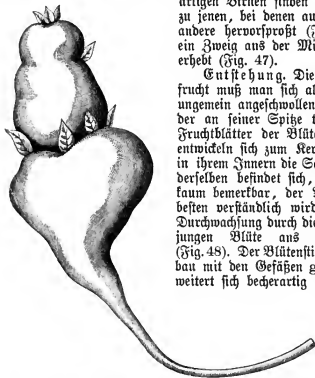 artigen Birnen finden
zu jenen, bei denen au
andere hervorsproßt (
ein Zweig aus der Mi
erhebt (Fig. 47).
Entstehung. Die
frucht muß man sich al
ungemein angeschwollen
der an seiner Spitze t
Fruchtblätter der Blüte
entwickeln sich zum Ker
in ihrem Innern die Sc
derselben befindet sich,
kaum bemerkbar, der
besten verständlich wird
Durchwachsung durch die
jungen Blüte aus
(Fig. 48). Der Blütensti
bau mit den Gefäßen g
weitert sich becherartig